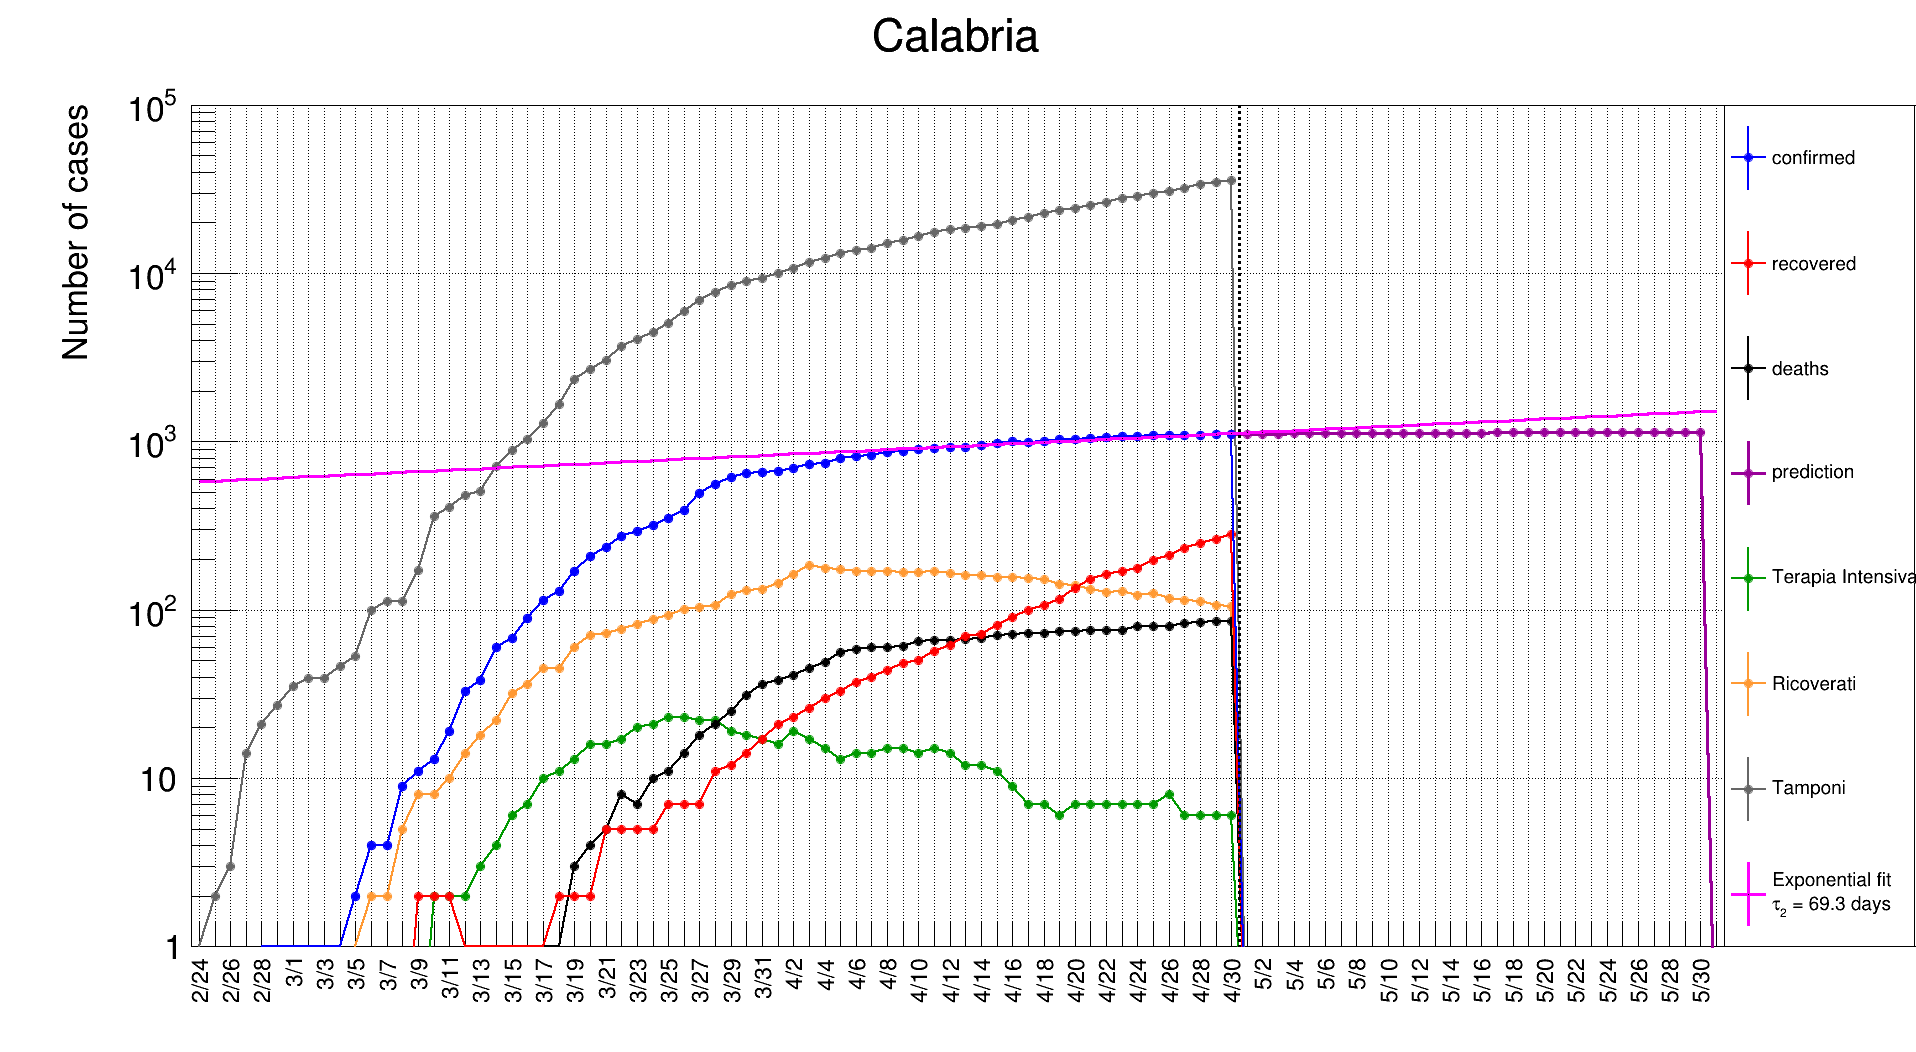 Calabria
Number of cases
10^5
10^4
10^3
10^2
10
1
2/24 2/26 2/28 3/1 3/3 3/5 3/7 3/9 3/11 3/13 3/15 3/17 3/19 3/21 3/23 3/25 3/27 3/29 3/31 4/2 4/4 4/6 4/8 4/10 4/12 4/14 4/16 4/18 4/20 4/22 4/24 4/26 4/28 4/30 5/2 5/4 5/6 5/8 5/10 5/12 5/14 5/16 5/18 5/20 5/22 5/24 5/26 5/28 5/30
confirmed
recovered
deaths
prediction
Terapia Intensiva
Ricoverati
Tamponi
Exponential fit
τ₂ = 69.3 days